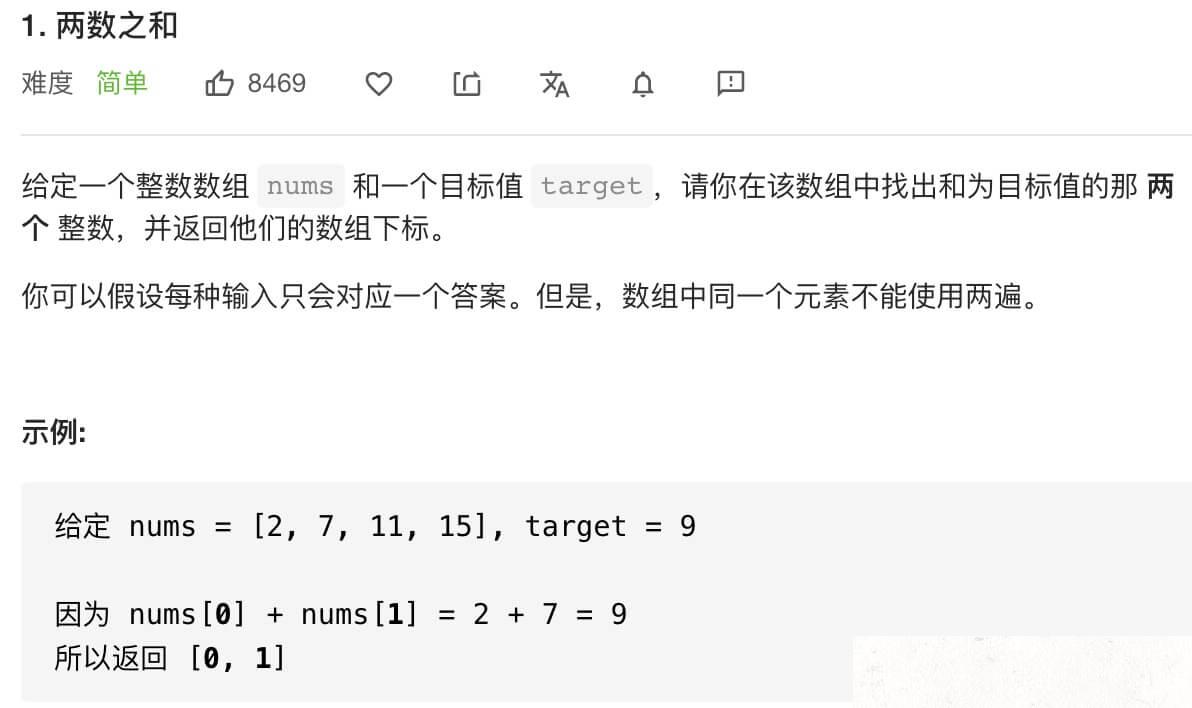 1. 两数之和
难度 简单 8469
给定一个整数数组 nums 和一个目标值 target，请你在该数组中找出和为目标值的那 两
个 整数，并返回他们的数组下标。
你可以假设每种输入只会对应一个答案。但是，数组中同一个元素不能使用两遍。
示例:
给定 nums = [2, 7, 11, 15], target = 9
因为 nums[0] + nums[1] = 2 + 7 = 9
所以返回 [0, 1]